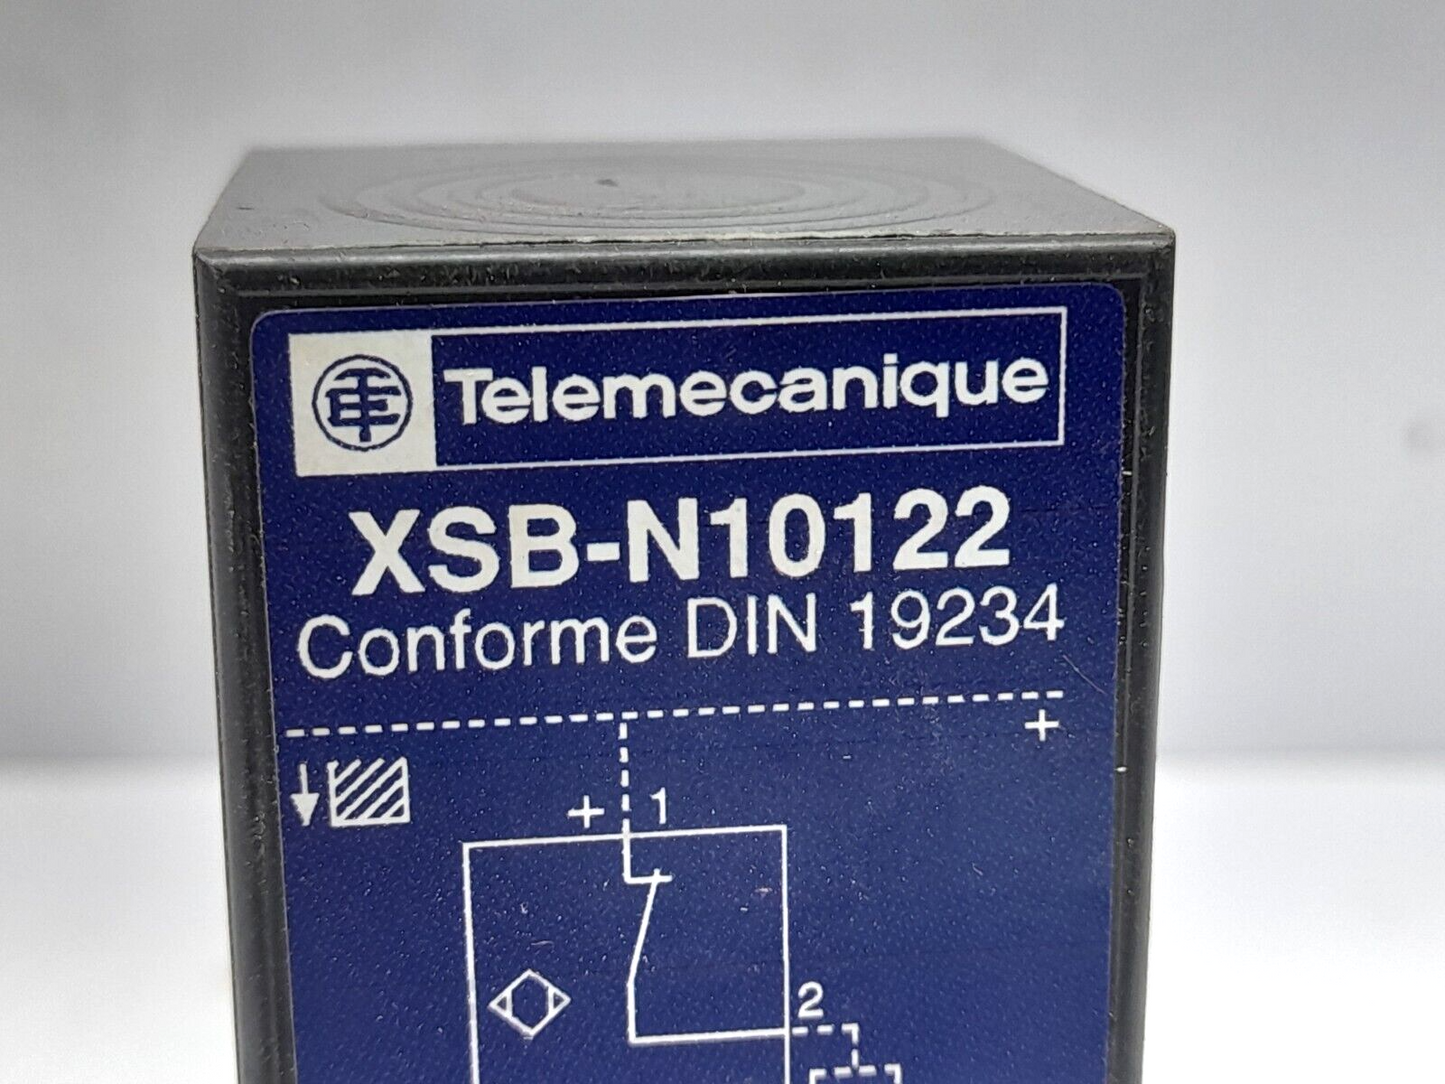 Telemecanique
XSB-N10122
Conforme DIN 19234
+
+ 1
2